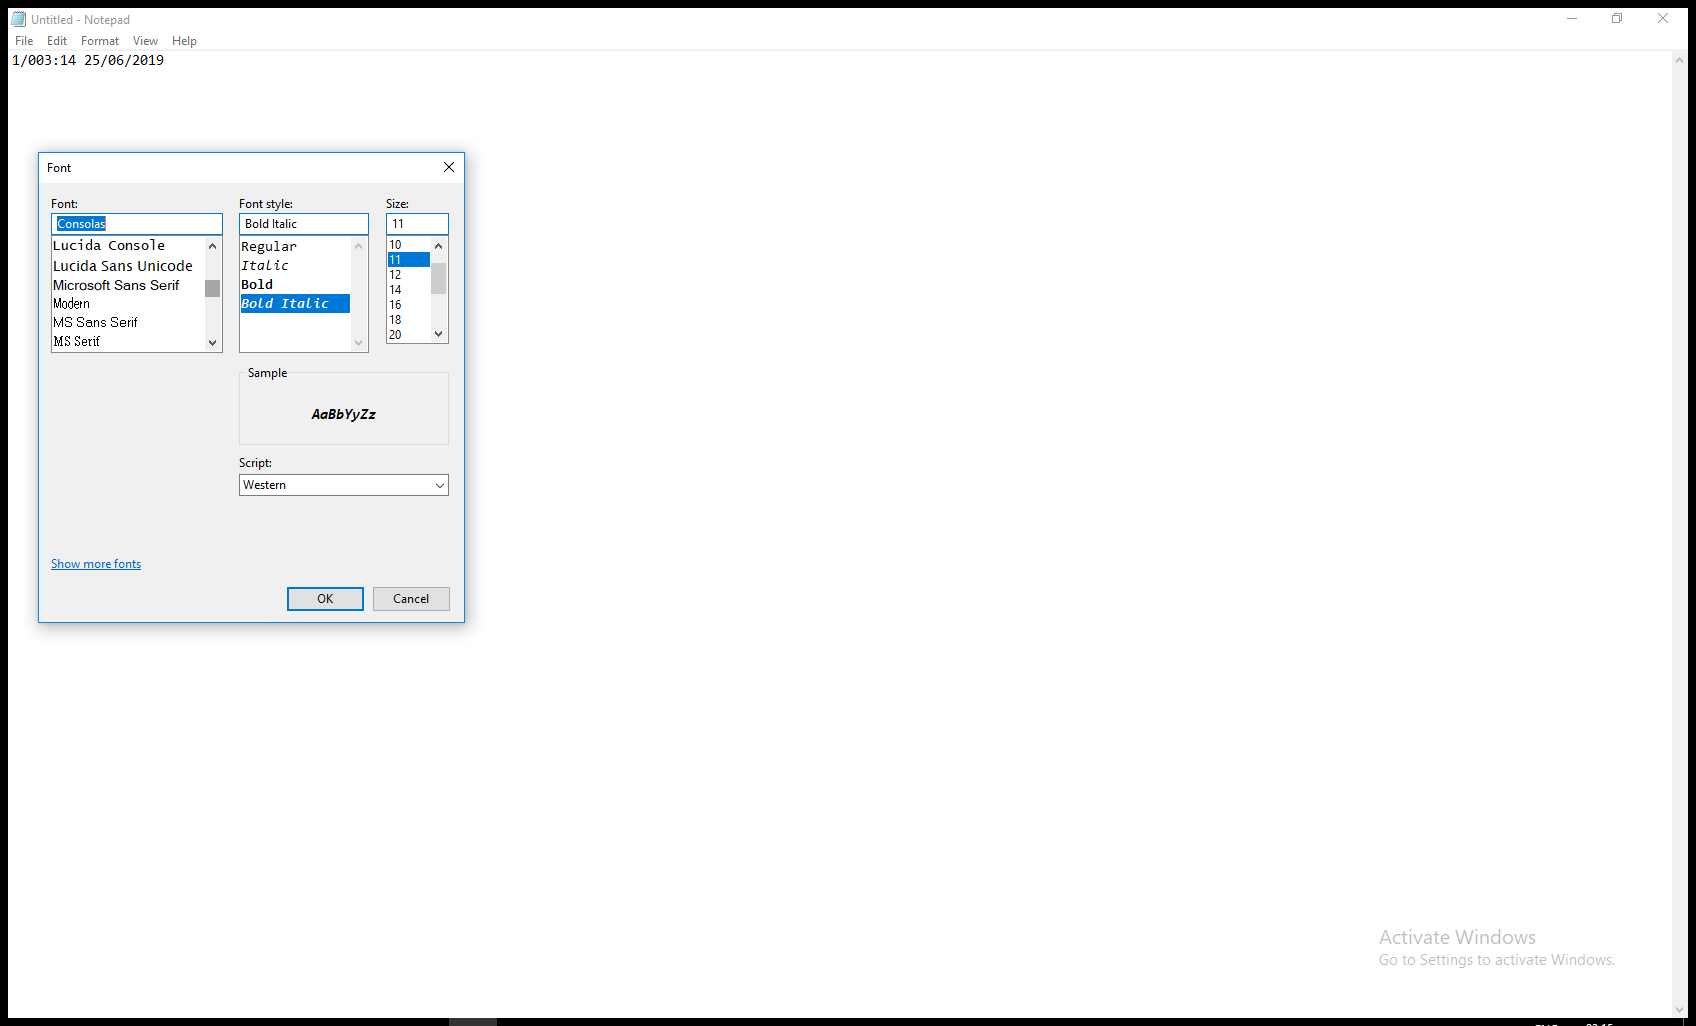 Untitled - Notepad
File Edit Format View Help
1/003:14 25/06/2019
Font
Font: Font style: Size:
Consolas Bold Italic 11
Lucida Console
Lucida Sans Unicode
Microsoft Sans Serif
Modern
MS Sans Serif
MS Serif
Regular
Italic
Bold
Bold Italic
10
11
12
14
16
18
20
Sample
AaBbYyZz
Script:
Western
Show more fonts
OK Cancel
Activate Windows
Go to Settings to activate Windows.